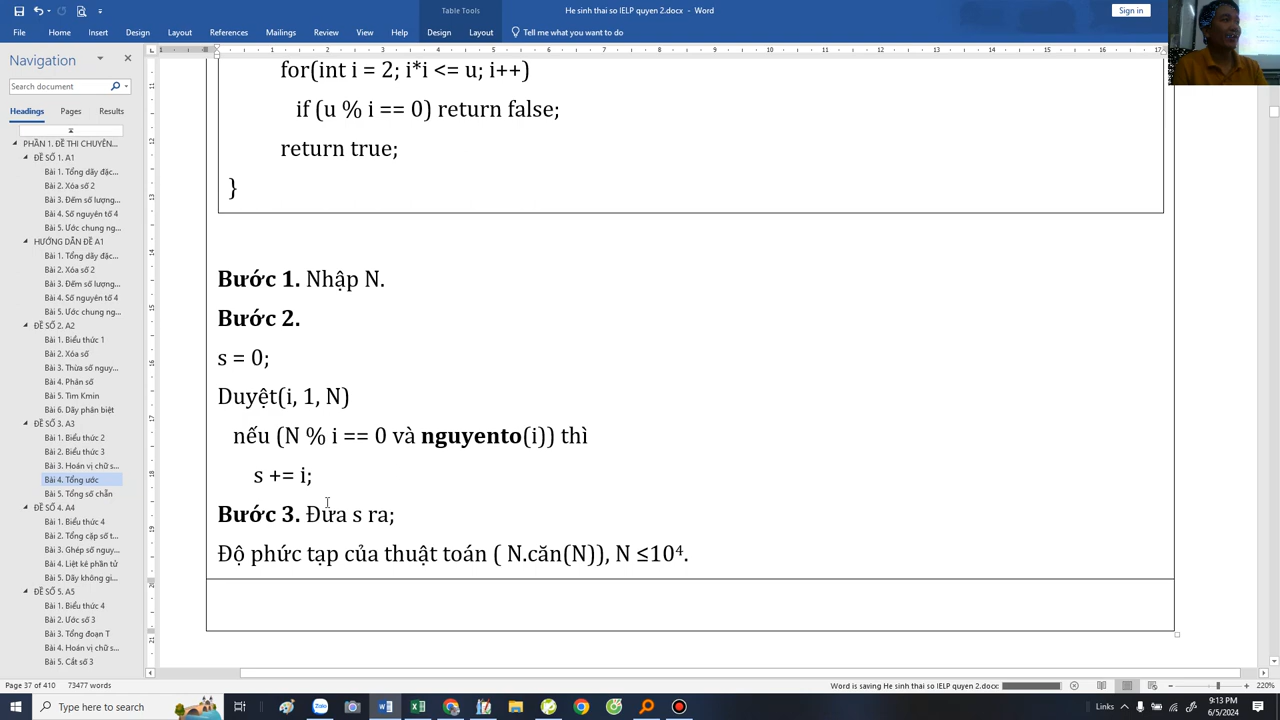 Table Tools
He sinh thai so IELP quyen 2.docx - Word
Sign in
File Home Insert Design Layout References Mailings Review View Help Design Layout Tell me what you want to do
Navigation
Search document
Headings Pages Results
PHẦN 1. ĐỀ THI CHUYÊN...
ĐỀ SỐ 1. A1
Bài 1. Tổng dãy đặc...
Bài 2. Xóa số 2
Bài 3. Đếm số lượng...
Bài 4. Số nguyên tố 4
Bài 5. Ước chung ng...
HƯỚNG DẪN ĐỀ A1
Bài 1. Tổng dãy đặc...
Bài 2. Xóa số 2
Bài 3. Đếm số lượng...
Bài 4. Số nguyên tố 4
Bài 5. Ước chung ng...
ĐỀ SỐ 2. A2
Bài 1. Biểu thức 1
Bài 2. Xóa số
Bài 3. Thừa số nguy...
Bài 4. Phân số
Bài 5. Tìm Kmin
Bài 6. Dãy phân biệt
ĐỀ SỐ 3. A3
Bài 1. Biểu thức 2
Bài 2. Biểu thức 3
Bài 3. Hoán vị chữ s...
Bài 4. Tổng ước
Bài 5. Tổng số chẵn
ĐỀ SỐ 4. A4
Bài 1. Biểu thức 4
Bài 2. Tổng cặp số t...
Bài 3. Ghép số nguy...
Bài 4. Liệt kê phần tử
Bài 5. Dãy không gi...
ĐỀ SỐ 5. A5
Bài 1. Biểu thức 4
Bài 2. Ước số 3
Bài 3. Tổng đoạn T
Bài 4. Hoán vị chữ s...
Bài 5. Cắt số 3
for(int i = 2; i*i <= u; i++)
if (u % i == 0) return false;
return true;
}
Bước 1. Nhập N.
Bước 2.
s = 0;
Duyệt(i, 1, N)
nếu (N % i == 0 và nguyento(i)) thì
s += i;
Bước 3. Đưa s ra;
Độ phức tạp của thuật toán ( N.căn(N)), N ≤10⁴.
Page 37 of 410 73477 words
Word is saving He sinh thai so IELP quyen 2.docx
220%
Type here to search
9:13 PM
6/5/2024